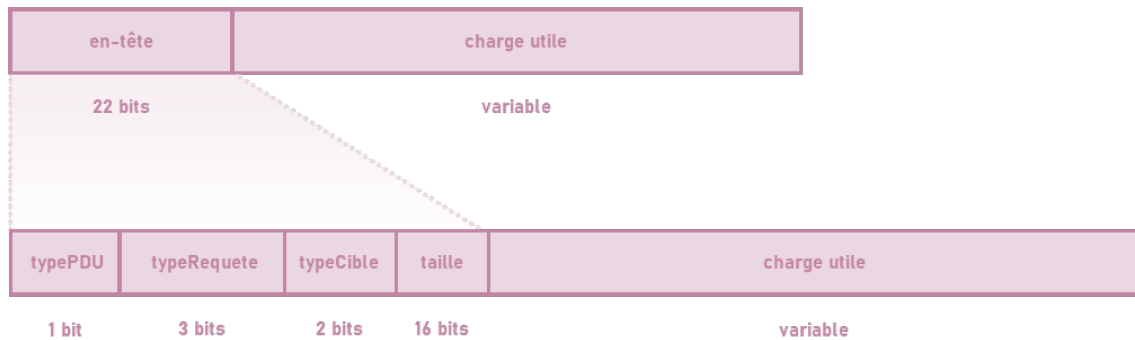 en-tête charge utile
22 bits variable
typePDU typeRequete typeCible taille charge utile
1 bit 3 bits 2 bits 16 bits variable